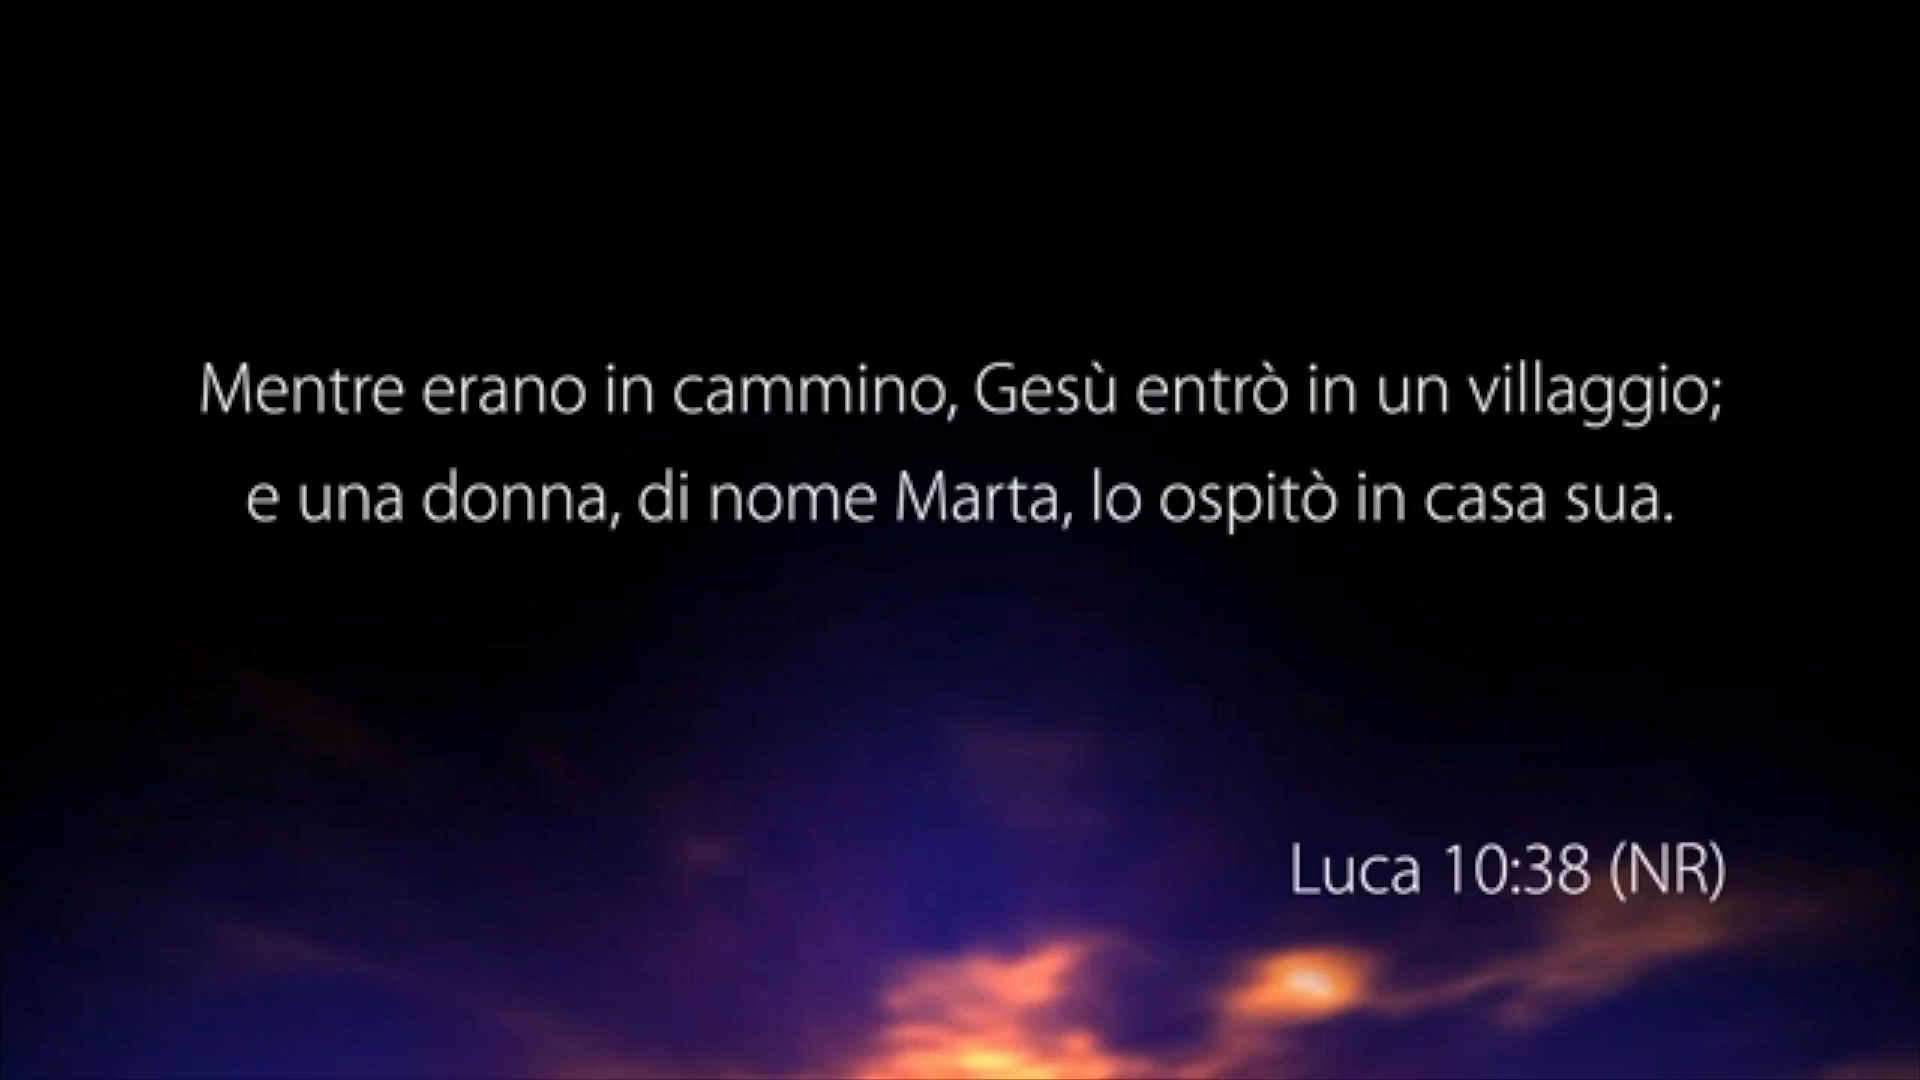 Mentre erano in cammino, Gesù entrò in un villaggio;
e una donna, di nome Marta, lo ospitò in casa sua.
Luca 10:38 (NR)